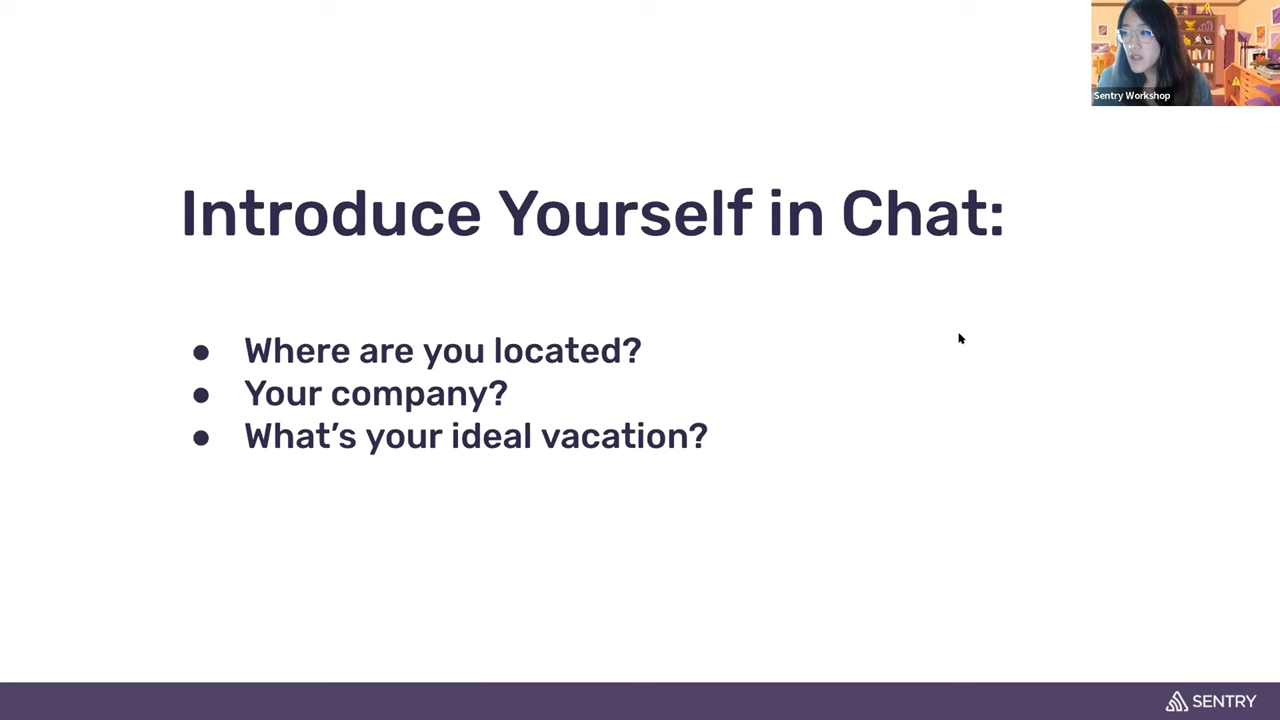 Sentry Workshop
Introduce Yourself in Chat:
● Where are you located?
● Your company?
● What’s your ideal vacation?
SENTRY